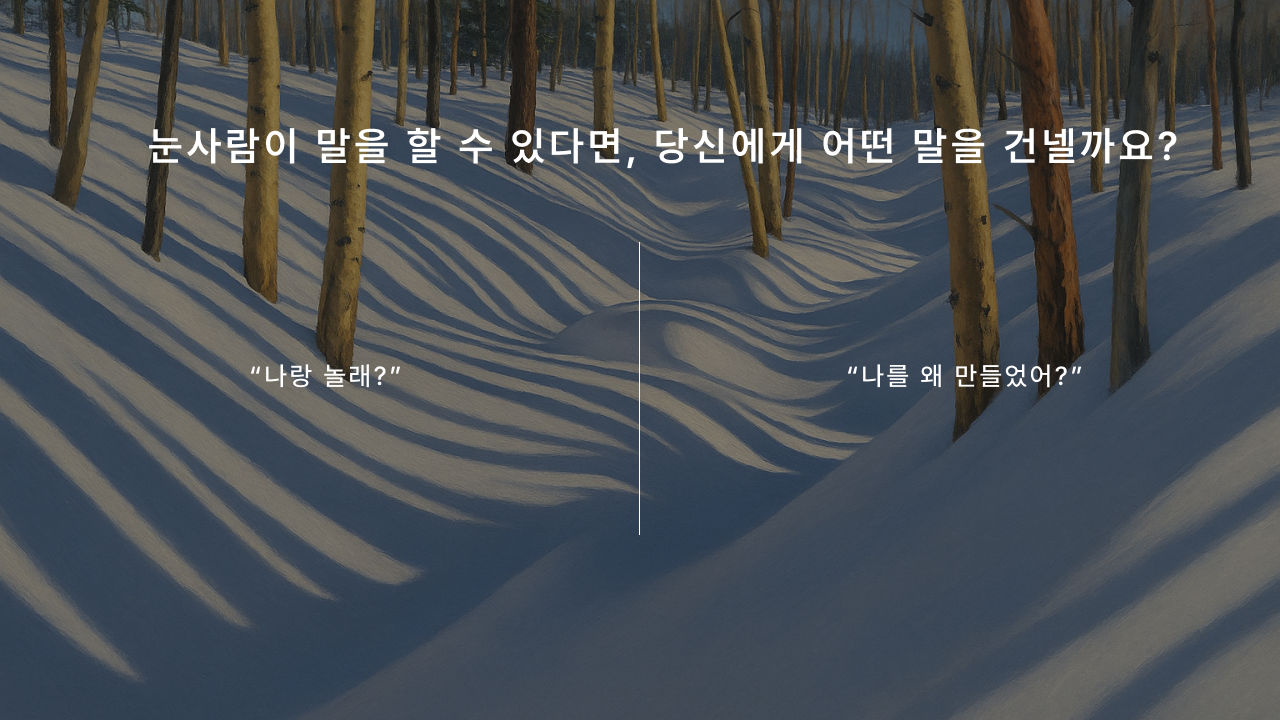 눈사람이 말을 할 수 있다면, 당신에게 어떤 말을 건넬까요?
“나랑 놀래?”
“나를 왜 만들었어?”